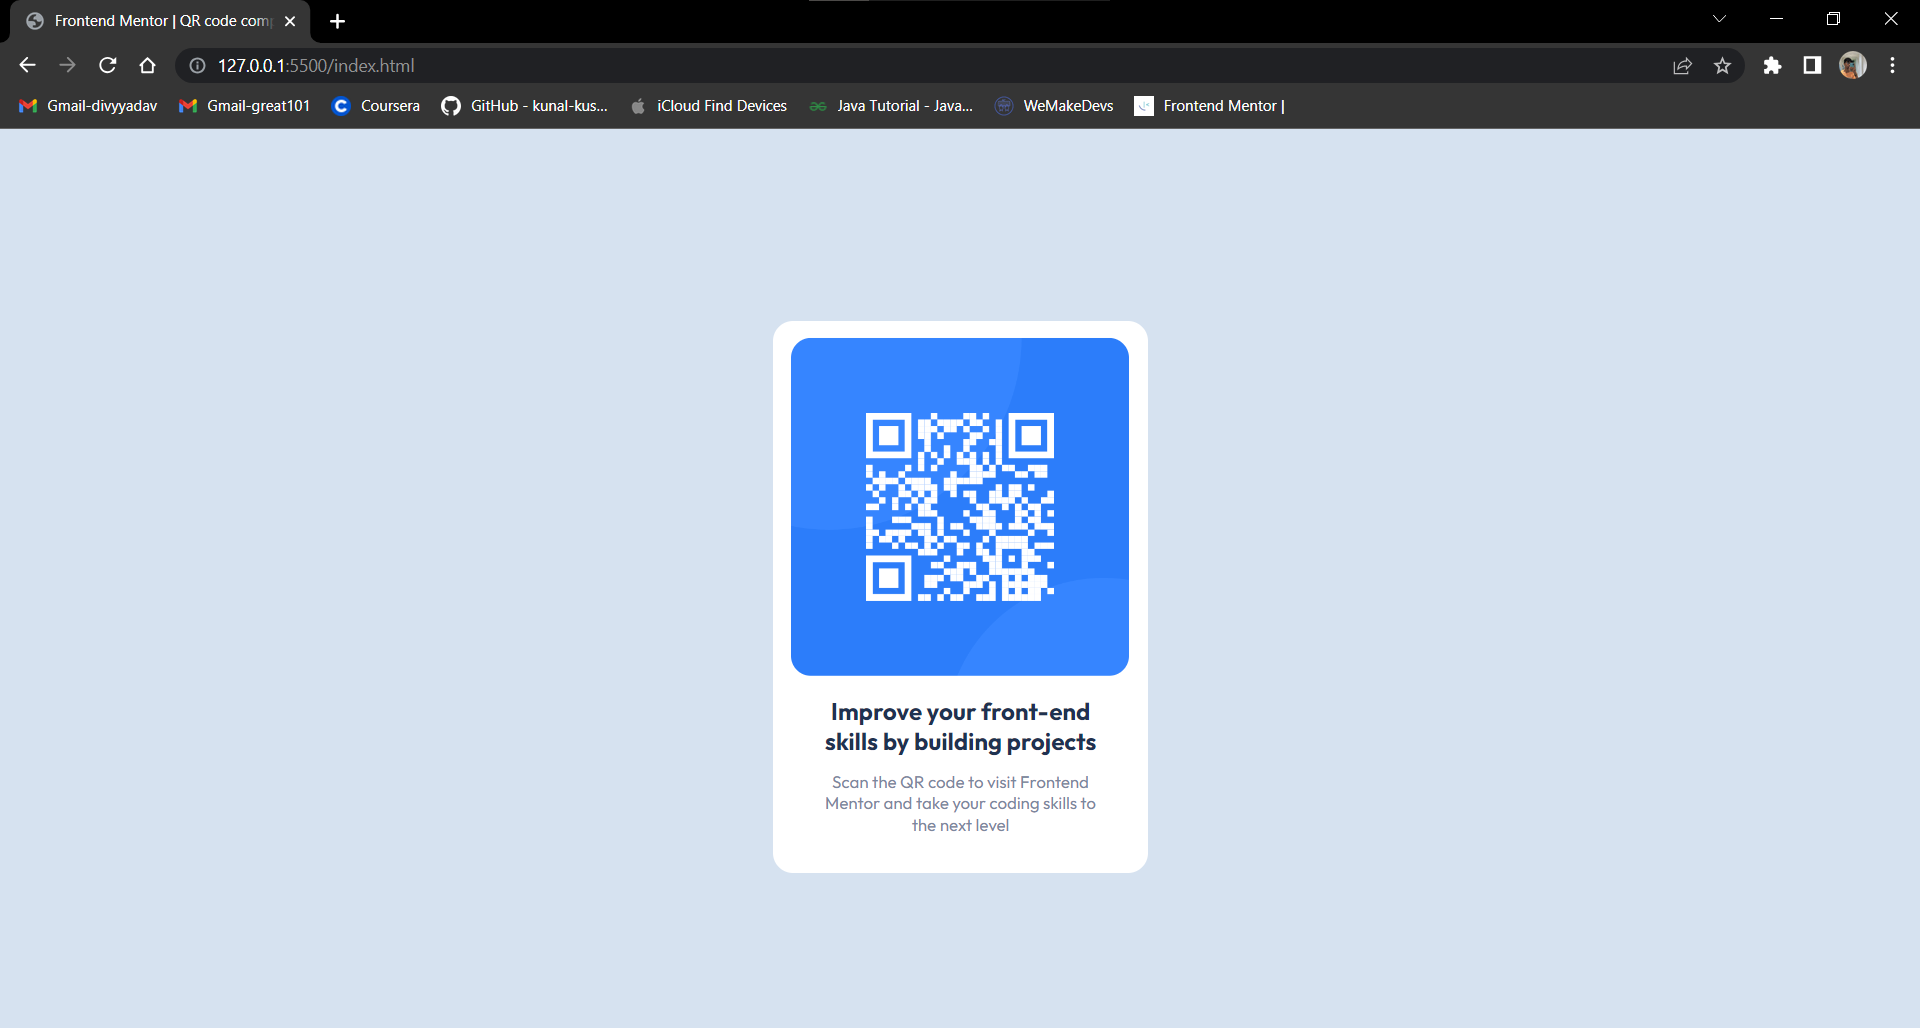 Frontend Mentor | QR code comp
127.0.0.1:5500/index.html
Gmail-divyyadav
Gmail-great101
Coursera
GitHub - kunal-kus...
iCloud Find Devices
Java Tutorial - Java...
WeMakeDevs
Frontend Mentor |
Improve your front-end
skills by building projects
Scan the QR code to visit Frontend
Mentor and take your coding skills to
the next level